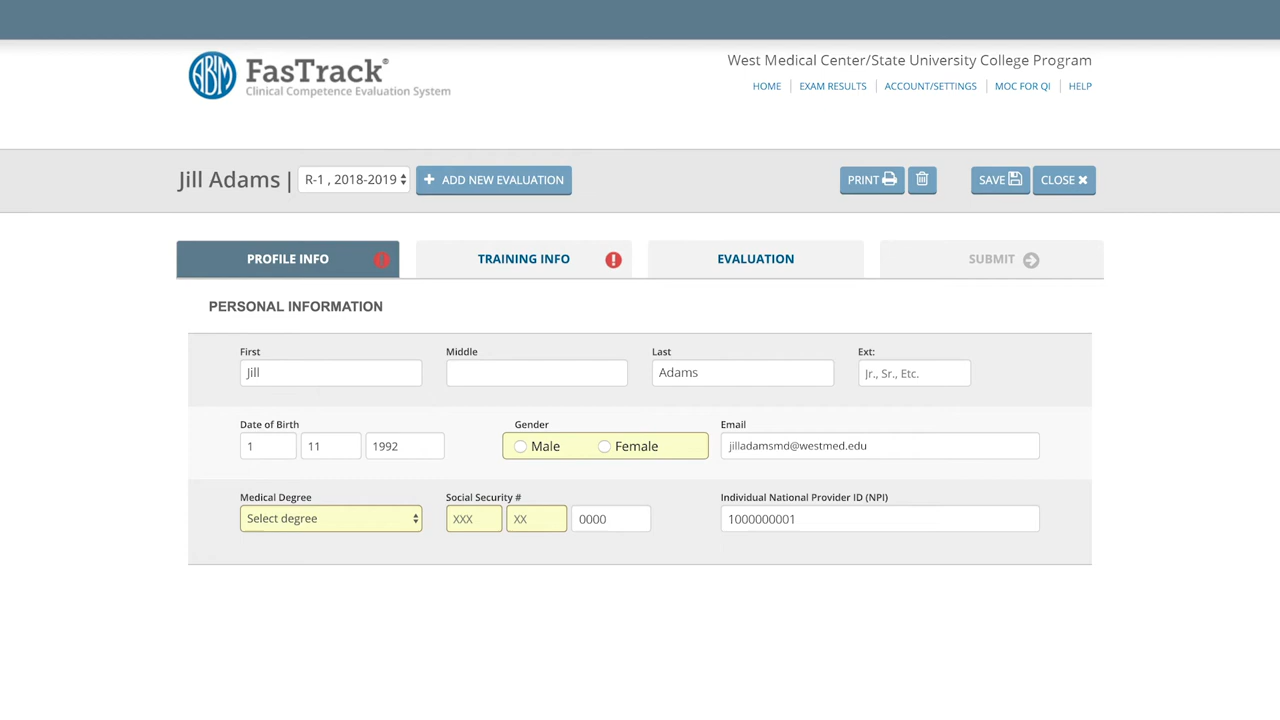 ABIM FasTrack®
Clinical Competence Evaluation System
West Medical Center/State University College Program
HOME EXAM RESULTS ACCOUNT/SETTINGS MOC FOR QI HELP
Jill Adams | R-1 , 2018-2019 + ADD NEW EVALUATION PRINT SAVE CLOSE ×
PROFILE INFO ! TRAINING INFO ! EVALUATION SUBMIT
PERSONAL INFORMATION
First Middle Last Ext:
Jill Adams Jr., Sr., Etc.
Date of Birth Gender Email
1 11 1992 Male Female jilladamsmd@westmed.edu
Medical Degree Social Security # Individual National Provider ID (NPI)
Select degree XXX XX 0000 1000000001